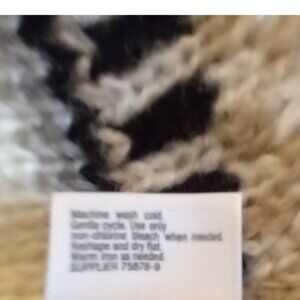 Machine wash cold.
Gentle cycle. Use only
non-chlorine bleach when needed.
Reshape and dry flat.
Warm iron as needed.
SUPPLIER 75878-9